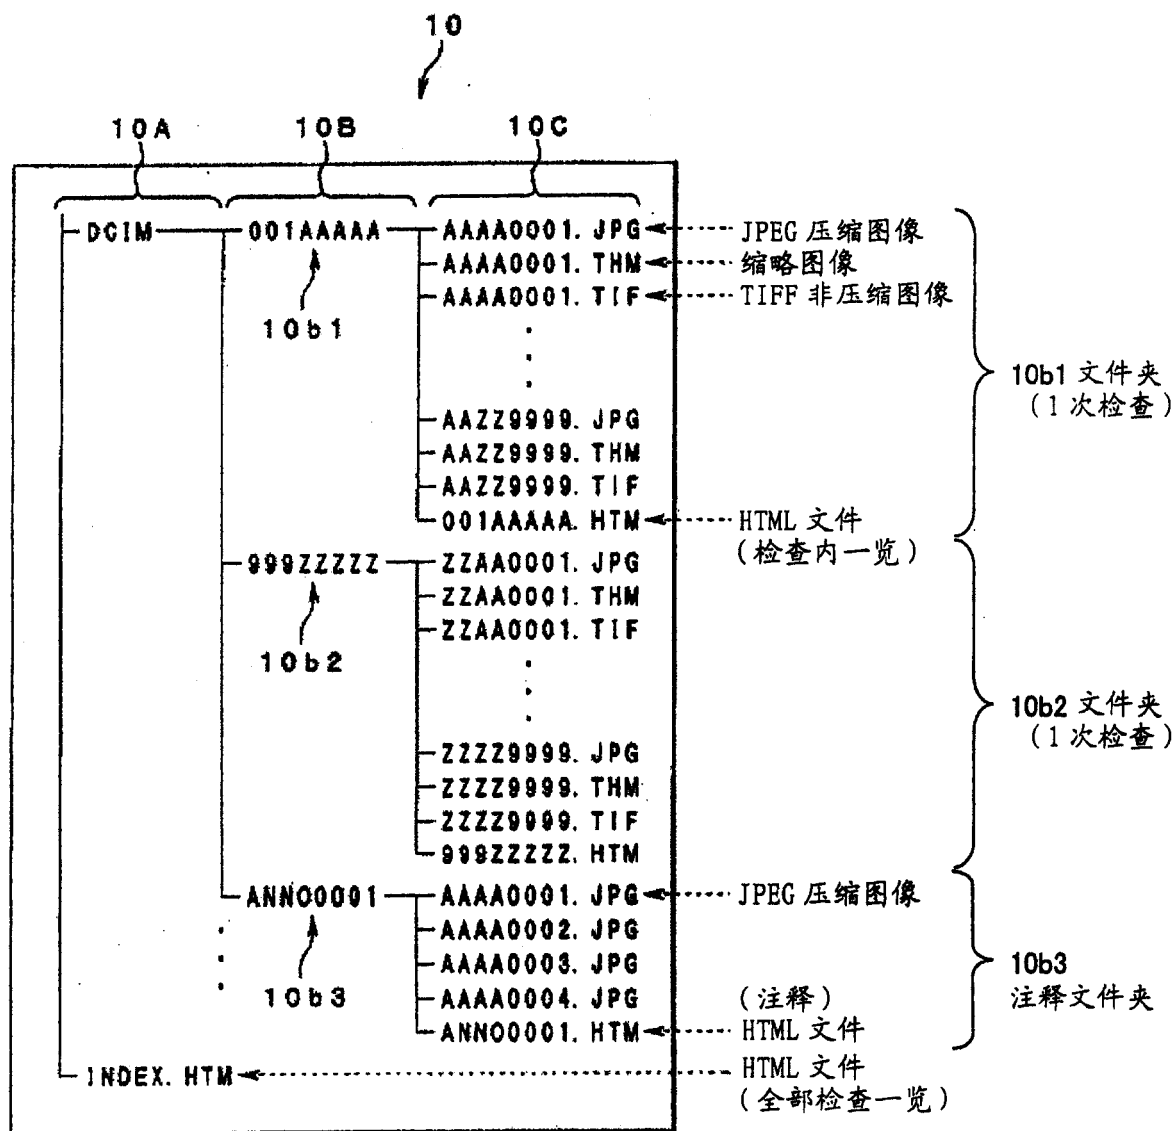 10
10A 10B 10C
DCIM 001AAAAA AAAA0001. JPG JPEG 压缩图像
AAAA0001. THM 缩略图像
AAAA0001. TIF TIFF 非压缩图像
10b1
10b1 文件夹
(1 次检查)
AAZZ9999. JPG
AAZZ9999. THM
AAZZ9999. TIF
001AAAAA. HTM HTML 文件
(检查内一览)
999ZZZZZ ZZAA0001. JPG
ZZAA0001. THM
ZZAA0001. TIF
10b2
10b2 文件夹
(1 次检查)
ZZZZ9999. JPG
ZZZZ9999. THM
ZZZZ9999. TIF
999ZZZZZ. HTM
ANNO0001 AAAA0001. JPG JPEG 压缩图像
AAAA0002. JPG
AAAA0003. JPG
10b3
注释文件夹
10b3 AAAA0004. JPG (注释)
ANNO0001. HTM HTML 文件
INDEX. HTM HTML 文件
(全部检查一览)